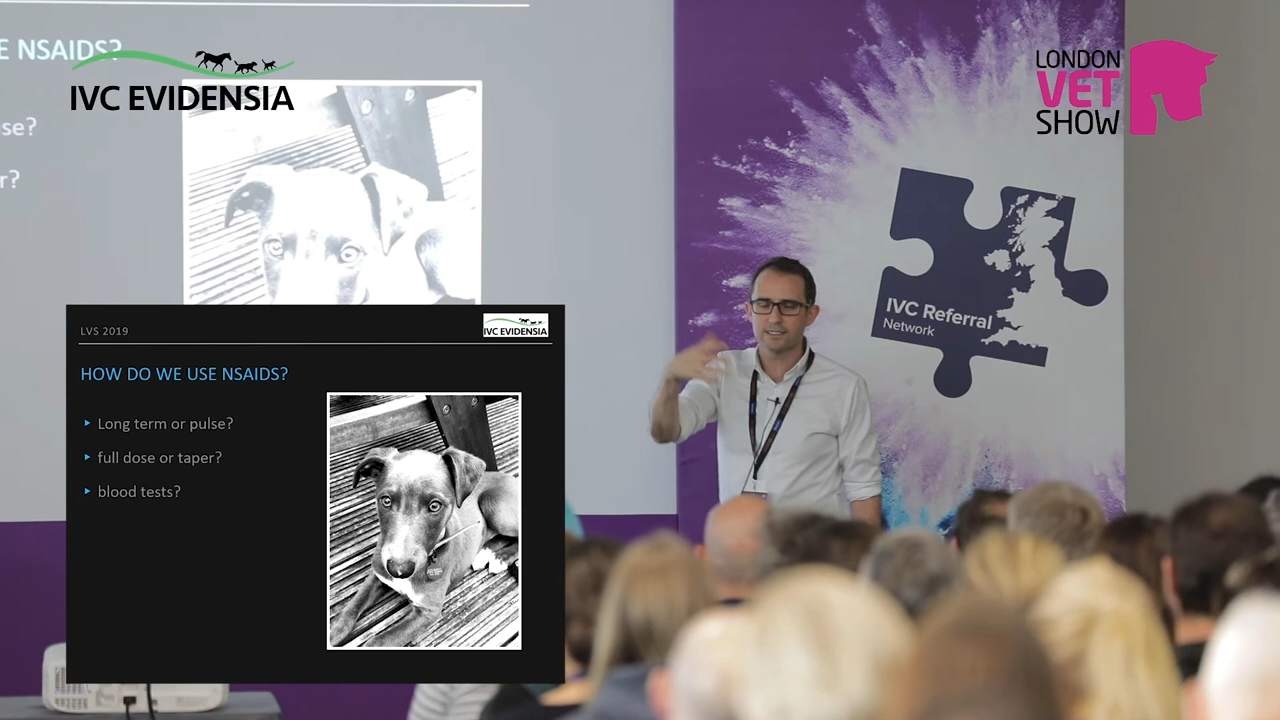 E NSAIDS?
IVC EVIDENSIA
se?
r?
LONDON
VET
SHOW
IVC Referral
Network
LVS 2019
IVC EVIDENSIA
HOW DO WE USE NSAIDS?
Long term or pulse?
full dose or taper?
blood tests?